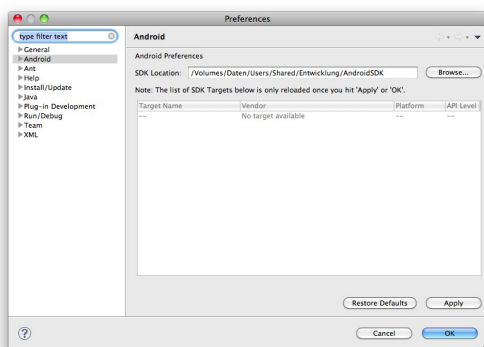 Preferences
type filter text
General
Android
Ant
Help
Install/Update
Java
Plug-in Development
Run/Debug
Team
XML
Android
Android Preferences
SDK Location: /Volumes/Daten/Users/Shared/Entwicklung/AndroidSDK Browse...
Note: The list of SDK Targets below is only reloaded once you hit 'Apply' or 'OK'.
Target Name Vendor Platform API Level
-- No target available -- --
Restore Defaults Apply
? Cancel OK